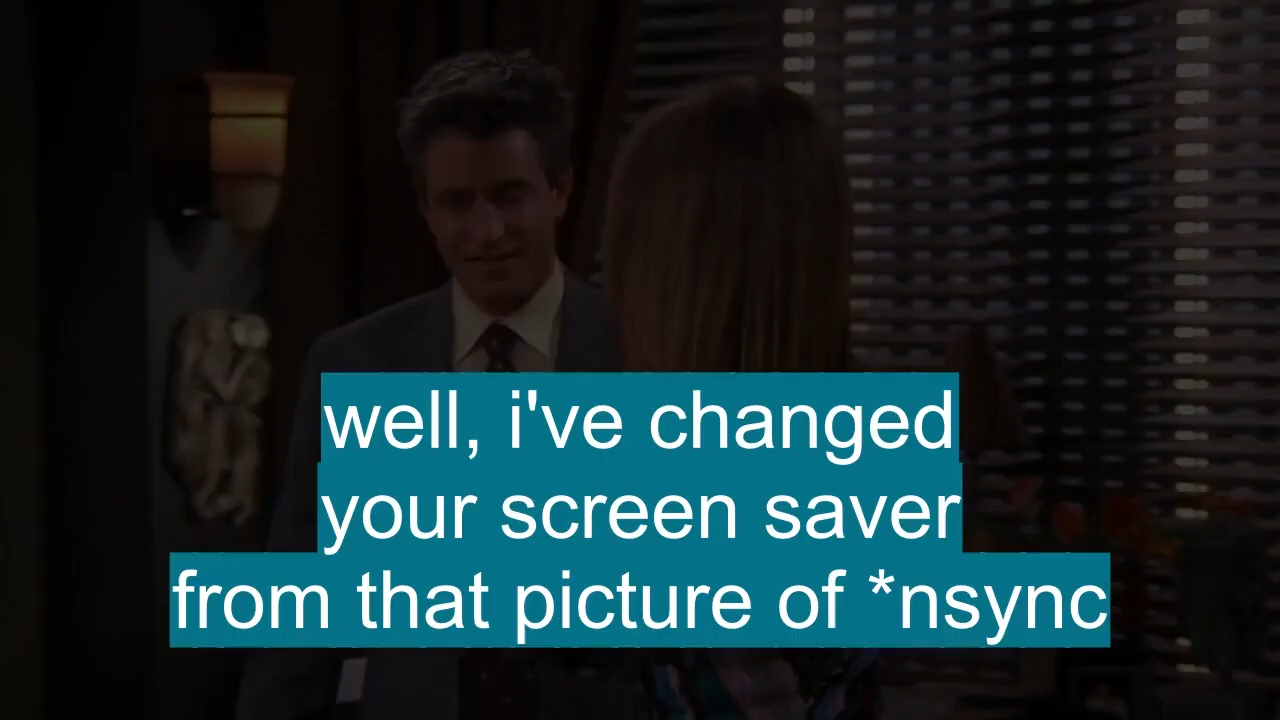 well, i've changed
your screen saver
from that picture of *nsync